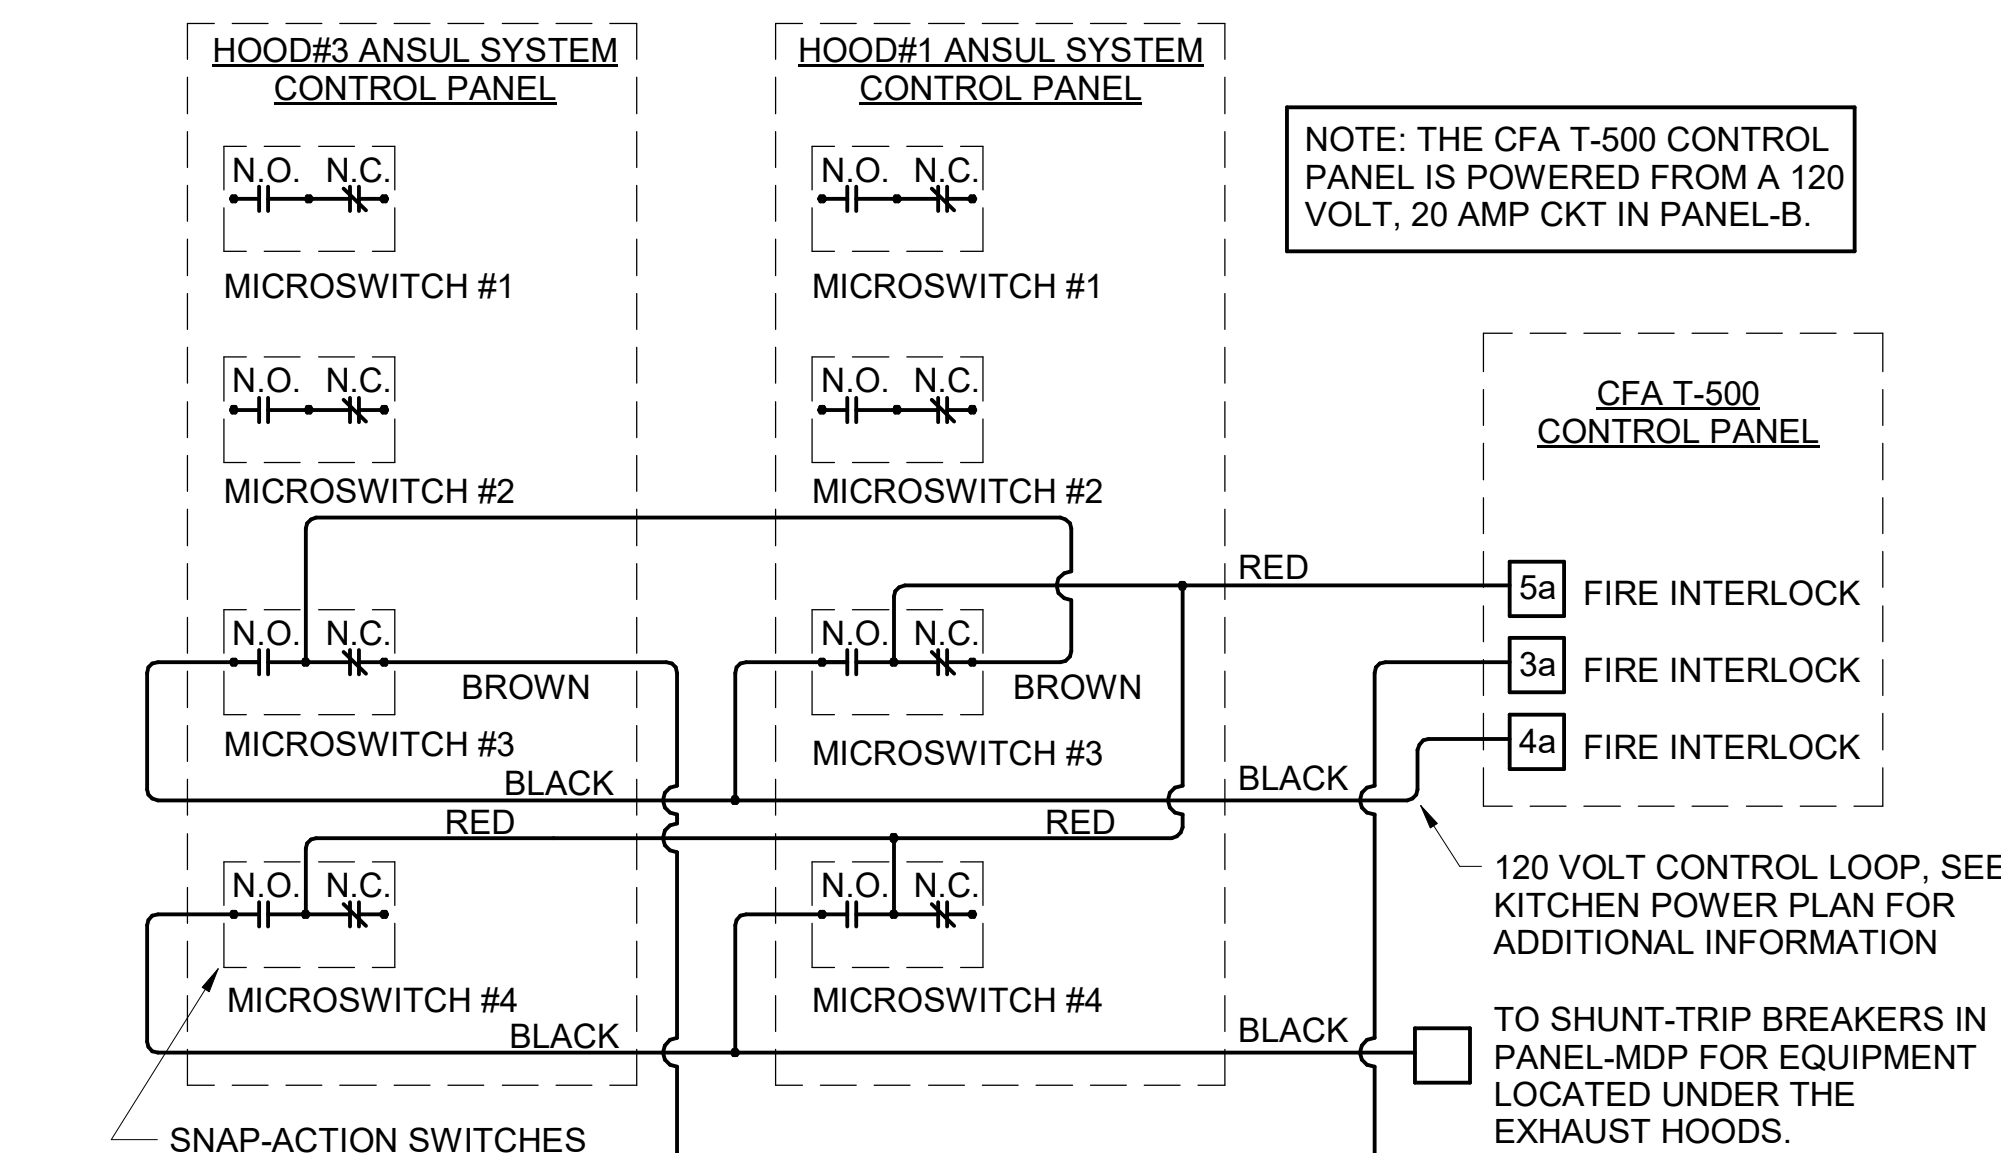 HOOD#3 ANSUL SYSTEM
CONTROL PANEL
N.O. N.C.
MICROSWITCH #1
N.O. N.C.
MICROSWITCH #2
N.O. N.C.
BROWN
MICROSWITCH #3
BLACK
RED
N.O. N.C.
MICROSWITCH #4
BLACK
SNAP-ACTION SWITCHES
HOOD#1 ANSUL SYSTEM
CONTROL PANEL
N.O. N.C.
MICROSWITCH #1
N.O. N.C.
MICROSWITCH #2
N.O. N.C.
BROWN
MICROSWITCH #3
RED
N.O. N.C.
MICROSWITCH #4
RED
BLACK
BLACK
NOTE: THE CFA T-500 CONTROL
PANEL IS POWERED FROM A 120
VOLT, 20 AMP CKT IN PANEL-B.
CFA T-500
CONTROL PANEL
5a FIRE INTERLOCK
3a FIRE INTERLOCK
4a FIRE INTERLOCK
120 VOLT CONTROL LOOP, SEE
KITCHEN POWER PLAN FOR
ADDITIONAL INFORMATION
TO SHUNT-TRIP BREAKERS IN
PANEL-MDP FOR EQUIPMENT
LOCATED UNDER THE
EXHAUST HOODS.